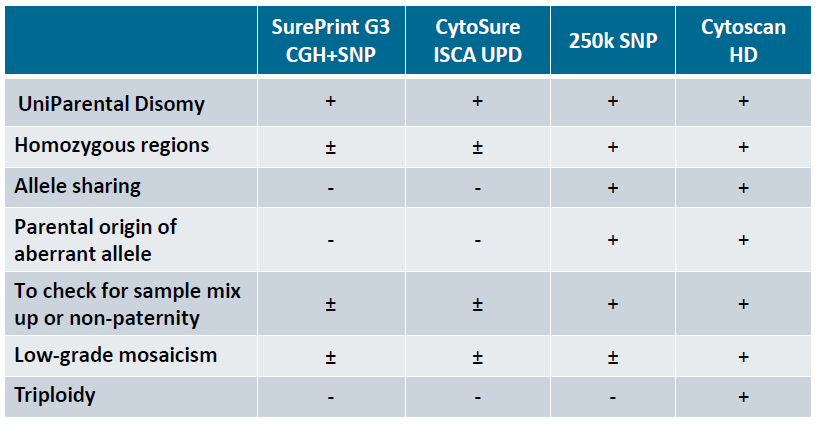 SurePrint G3 CGH+SNP CytoSure ISCA UPD 250k SNP Cytoscan HD
UniParental Disomy + + + +
Homozygous regions ± ± + +
Allele sharing - - + +
Parental origin of aberrant allele - - + +
To check for sample mix up or non-paternity ± ± + +
Low-grade mosaicism ± ± ± +
Triploidy - - - +